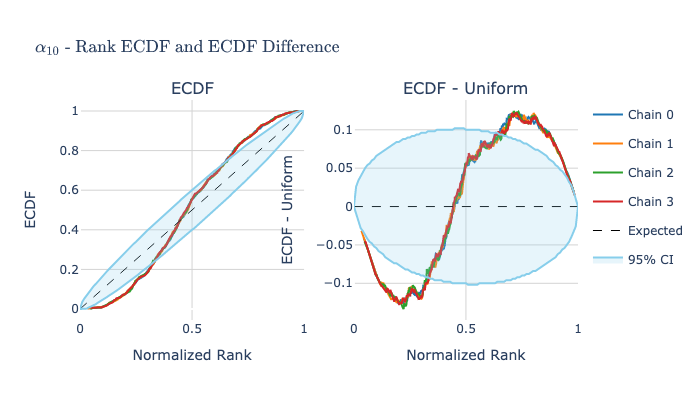 α10 - Rank ECDF and ECDF Difference
ECDF
ECDF - Uniform
1
0.8
0.6
0.4
0.2
0
ECDF
0
0.5
1
Normalized Rank
0.1
0.05
0
−0.05
−0.1
ECDF - Uniform
0
0.5
1
Normalized Rank
Chain 0
Chain 1
Chain 2
Chain 3
Expected
95% CI